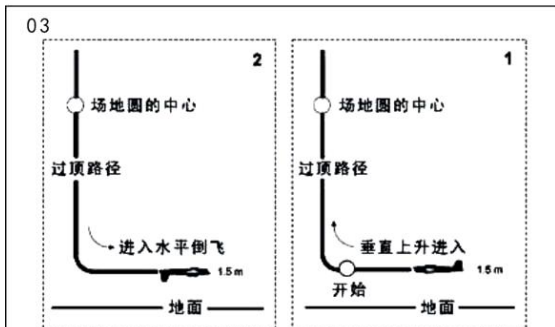 03
2
场地圆的中心
过顶路径
进入水平倒飞
1.5m
地面
1
场地圆的中心
过顶路径
垂直上升进入
1.5m
开始
地面